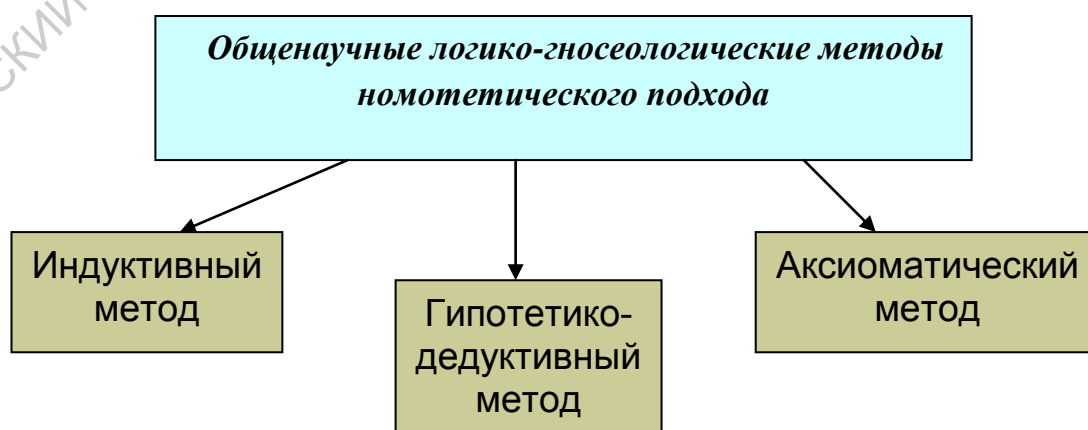 Общенаучные логико-гносеологические методы
номотетического подхода
Индуктивный
метод
Гипотетико-
дедуктивный
метод
Аксиоматический
метод